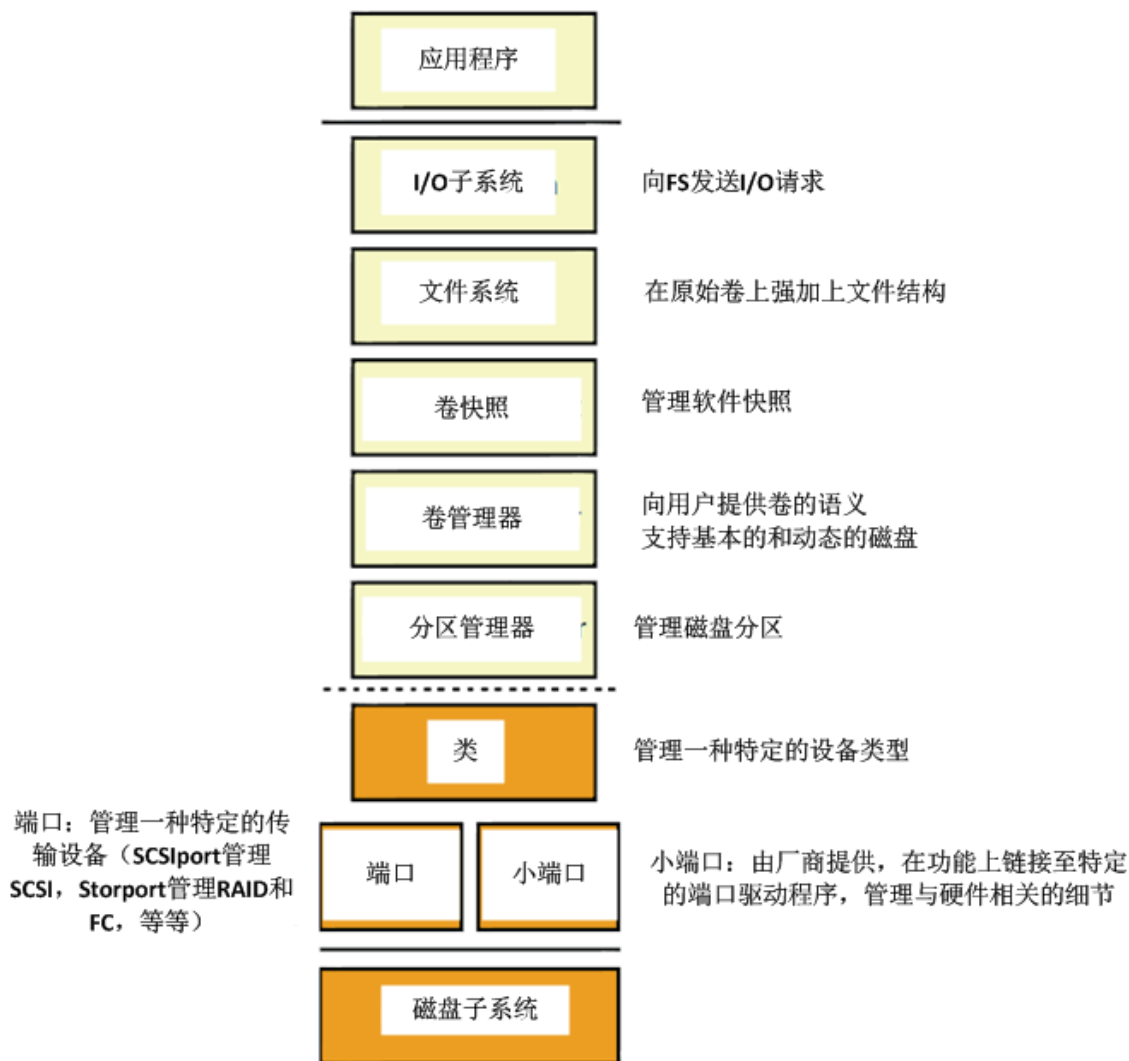 应用程序
I/O子系统
向FS发送I/O请求
文件系统
在原始卷上强加上文件结构
卷快照
管理软件快照
卷管理器
向用户提供卷的语义
支持基本的和动态的磁盘
分区管理器
管理磁盘分区
类
管理一种特定的设备类型
端口：管理一种特定的传
输设备（SCSIport管理
SCSI，Storport管理RAID和
FC，等等）
端口
小端口
小端口：由厂商提供，在功能上链接至特定
的端口驱动程序，管理与硬件相关的细节
磁盘子系统